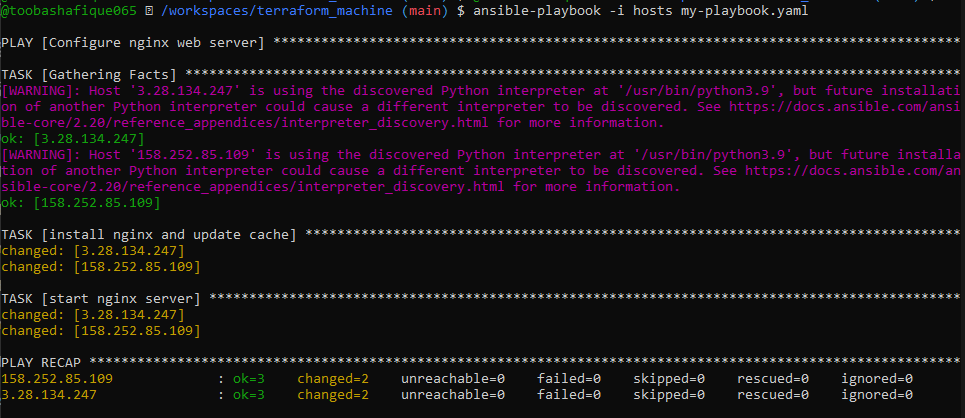 @toobashafique065 /workspaces/terraform_machine (main) $ ansible-playbook -i hosts my-playbook.yaml
PLAY [Configure nginx web server] **************************************************************************************
TASK [Gathering Facts] *************************************************************************************************
[WARNING]: Host '3.28.134.247' is using the discovered Python interpreter at '/usr/bin/python3.9', but future installati
on of another Python interpreter could cause a different interpreter to be discovered. See https://docs.ansible.com/ansi
ble-core/2.20/reference_appendices/interpreter_discovery.html for more information.
ok: [3.28.134.247]
[WARNING]: Host '158.252.85.109' is using the discovered Python interpreter at '/usr/bin/python3.9', but future installa
tion of another Python interpreter could cause a different interpreter to be discovered. See https://docs.ansible.com/an
sible-core/2.20/reference_appendices/interpreter_discovery.html for more information.
ok: [158.252.85.109]
TASK [install nginx and update cache] **********************************************************************************
changed: [3.28.134.247]
changed: [158.252.85.109]
TASK [start nginx server] **********************************************************************************************
changed: [3.28.134.247]
changed: [158.252.85.109]
PLAY RECAP *************************************************************************************************************
158.252.85.109             : ok=3    changed=2    unreachable=0    failed=0    skipped=0    rescued=0    ignored=0
3.28.134.247               : ok=3    changed=2    unreachable=0    failed=0    skipped=0    rescued=0    ignored=0